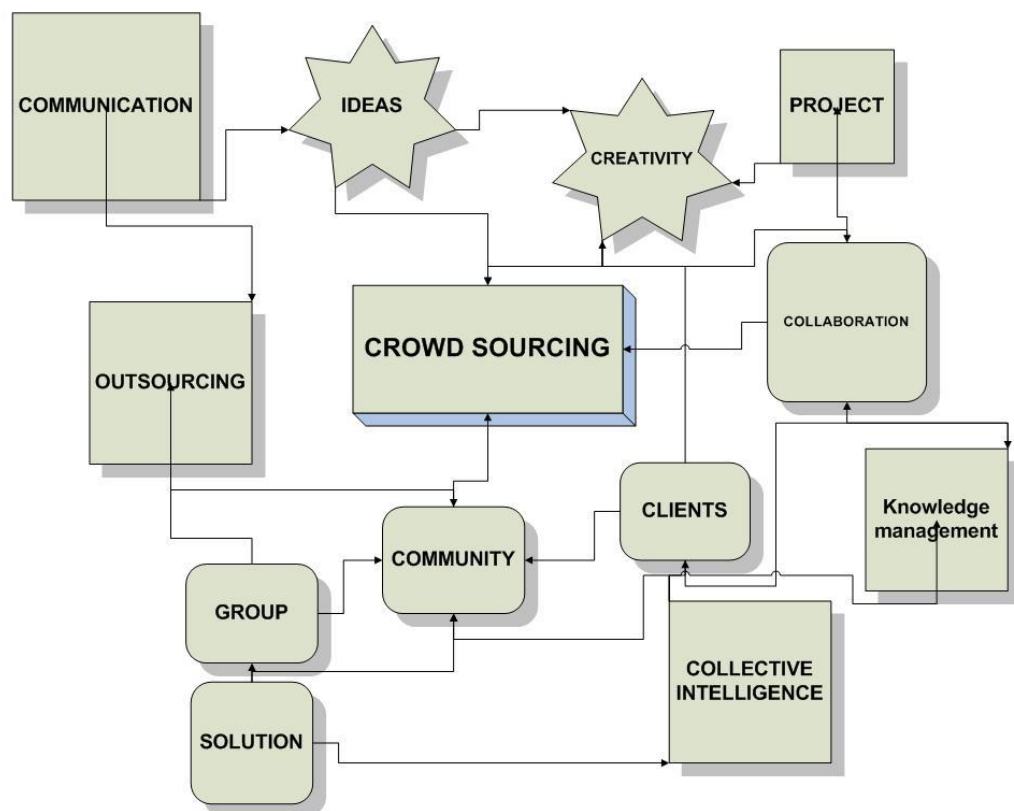 COMMUNICATION
IDEAS
PROJECT
CREATIVITY
COLLABORATION
CROWD SOURCING
OUTSOURCING
CLIENTS
Knowledge
management
COMMUNITY
GROUP
COLLECTIVE
INTELLIGENCE
SOLUTION